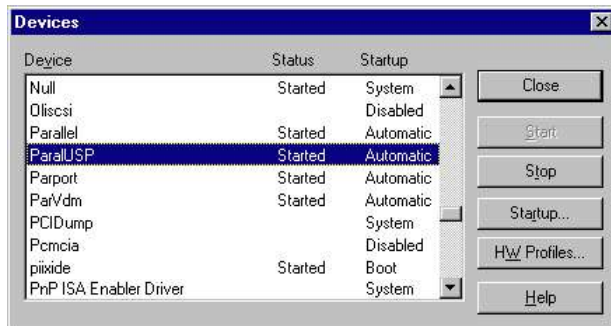 Devices
Device Status Startup
Null Started System
Oliscsi Disabled
Parallel Started Automatic
ParalUSP Started Automatic
Parport Started Automatic
ParVdm Started Automatic
PCIDump System
Pcmcia Disabled
piixide Started Boot
PnP ISA Enabler Driver System
Close
Start
Stop
Startup...
HW Profiles...
Help